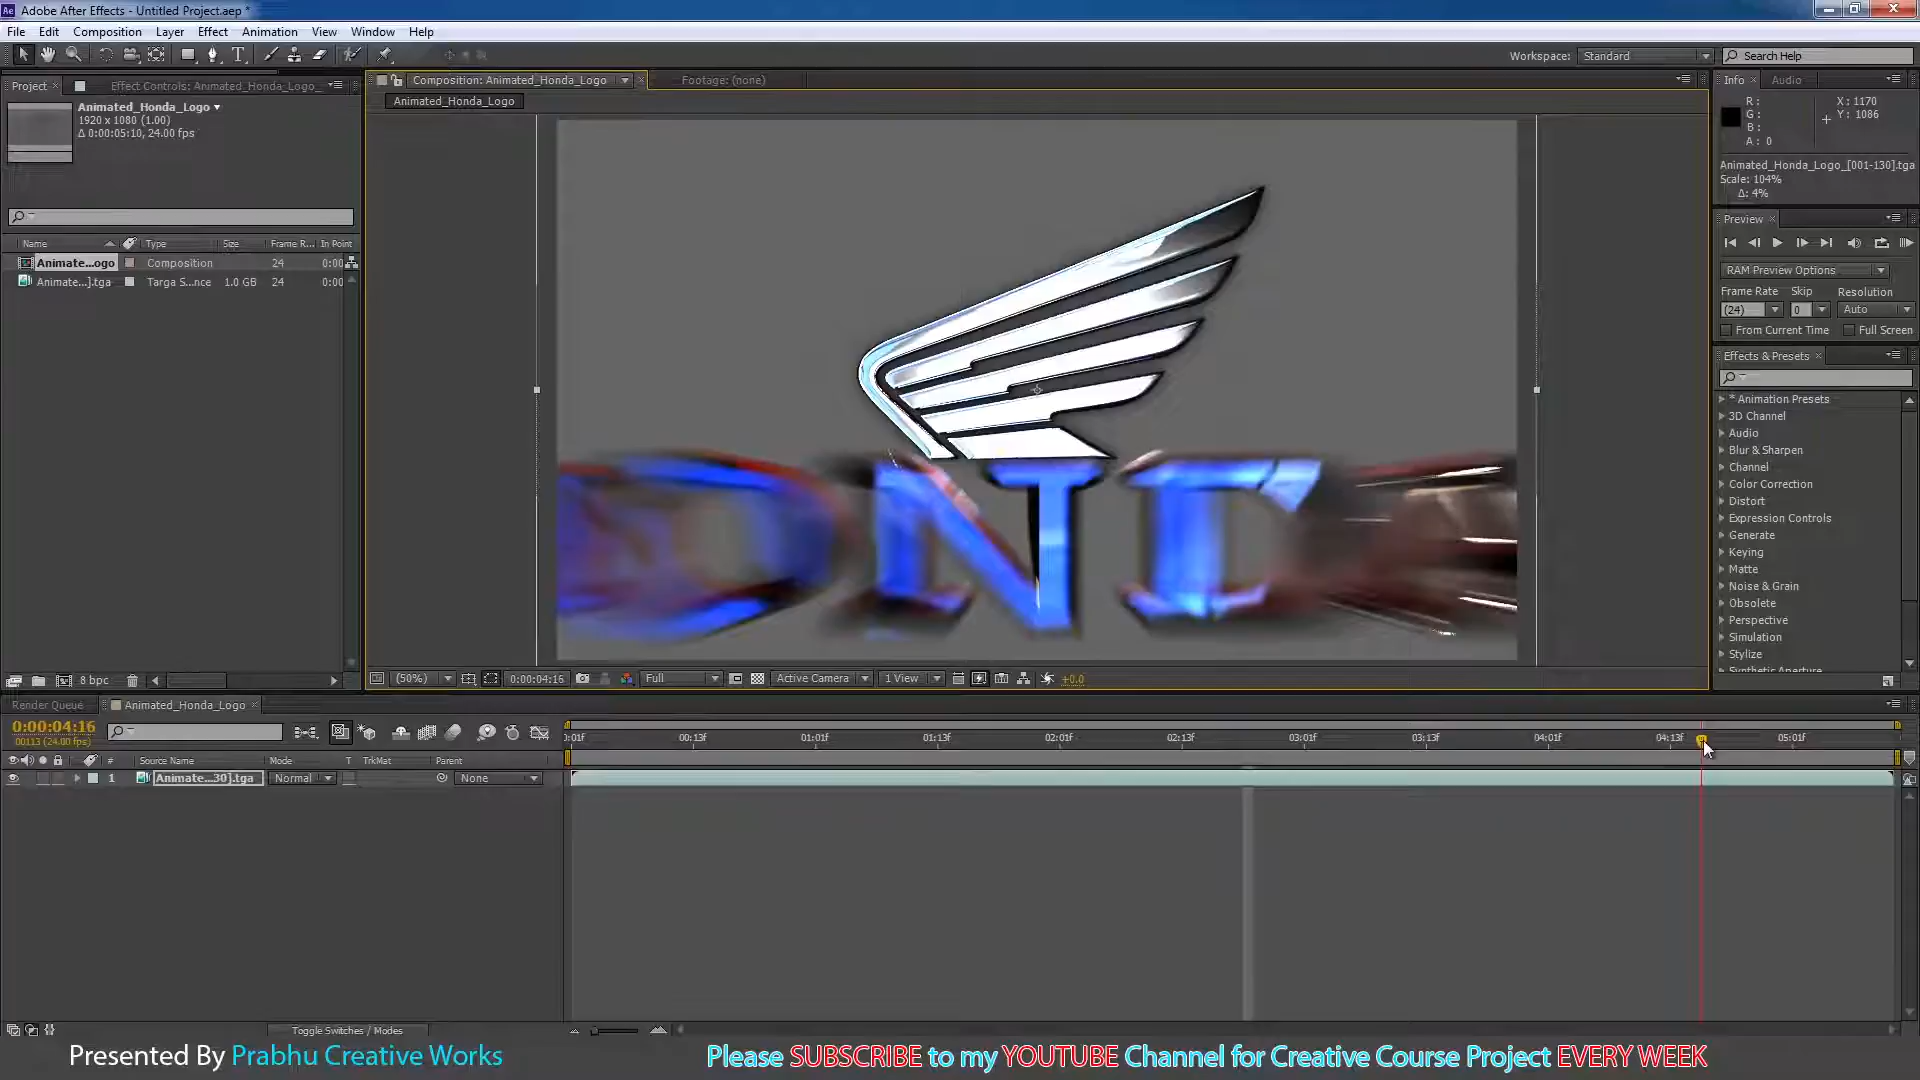 Adobe After Effects - Untitled Project.aep *
File Edit Composition Layer Effect Animation View Window Help
Workspace: Standard Search Help
Project Effect Controls: Animated_Honda_Logo_
Composition: Animated_Honda_Logo Footage: (none)
Animated_Honda_Logo
Info Audio
Animated_Honda_Logo
1920 x 1080 (1.00)
Δ 0:00:05:10, 24.00 fps
R:
G:
B:
A: 0
X: 1170
Y: 1086
Animated_Honda_Logo_[001-130].tga
Scale: 104%
Δ: 4%
Preview
RAM Preview Options
Frame Rate Skip Resolution
(24) 0 Auto
From Current Time Full Screen
Name Type Size Frame R... In Point
Animate...ogo Composition 24 0:00
Animate...].tga Targa S...nce 1.0 GB 24 0:00
Effects & Presets
* Animation Presets
3D Channel
Audio
Blur & Sharpen
Channel
Color Correction
Distort
Expression Controls
Generate
Keying
Matte
Noise & Grain
Obsolete
Perspective
Simulation
Stylize
Synthetic Aperture
OND
8 bpc
(50%) 0:00:04:16 Full Active Camera 1 View +0.0
Render Queue Animated_Honda_Logo
0:00:04:16
00113 (24.00 fps)
:01f 00:13f 01:01f 01:13f 02:01f 02:13f 03:01f 03:13f 04:01f 04:13f 05:01f
# Source Name Mode T TrkMat Parent
1 Animate...30].tga Normal None
Toggle Switches / Modes
Presented By Prabhu Creative Works
Please SUBSCRIBE to my YOUTUBE Channel for Creative Course Project EVERY WEEK